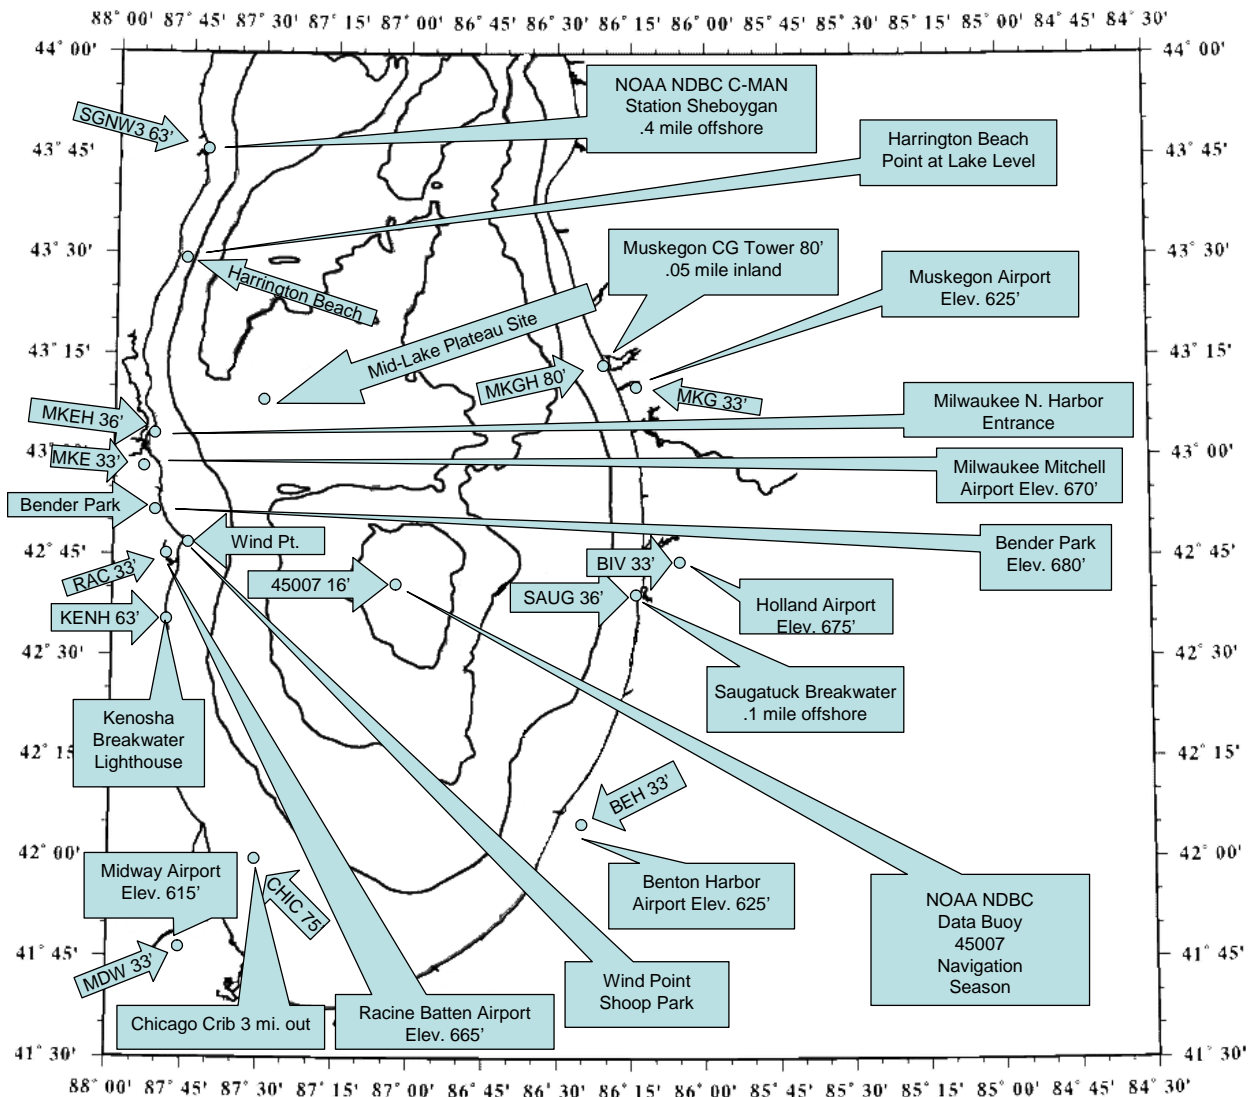 88° 00' 87° 45' 87° 30' 87° 15' 87° 00' 86° 45' 86° 30' 86° 15' 86° 00' 85° 45' 85° 30' 85° 15' 85° 00' 84° 45' 84° 30'
44° 00'
44° 00'
NOAA NDBC C-MAN
Station Sheboygan
.4 mile offshore
SGNW3 63'
43° 45'
43° 45'
Harrington Beach
Point at Lake Level
43° 30'
43° 30'
Muskegon CG Tower 80'
.05 mile inland
Muskegon Airport
Elev. 625'
Harrington Beach
Mid-Lake Plateau Site
43° 15'
43° 15'
MKGH 80'
MKG 33'
MKEH 36'
Milwaukee N. Harbor
Entrance
43° 00'
MKE 33'
43° 00'
Milwaukee Mitchell
Airport Elev. 670'
Bender Park
Wind Pt.
Bender Park
Elev. 680'
42° 45'
42° 45'
RAC 33'
45007 16'
BIV 33'
SAUG 36'
Holland Airport
Elev. 675'
KENH 63'
42° 30'
42° 30'
Saugatuck Breakwater
.1 mile offshore
Kenosha
Breakwater
Lighthouse
42° 15'
42° 15'
BEH 33'
42° 00'
42° 00'
Midway Airport
Elev. 615'
CHIC 75
Benton Harbor
Airport Elev. 625'
NOAA NDBC
Data Buoy
45007
Navigation
Season
41° 45'
41° 45'
MDW 33'
Wind Point
Shoop Park
Chicago Crib 3 mi. out
Racine Batten Airport
Elev. 665'
41° 30'
41° 30'
88° 00' 87° 45' 87° 30' 87° 15' 87° 00' 86° 45' 86° 30' 86° 15' 86° 00' 85° 45' 85° 30' 85° 15' 85° 00' 84° 45' 84° 30'